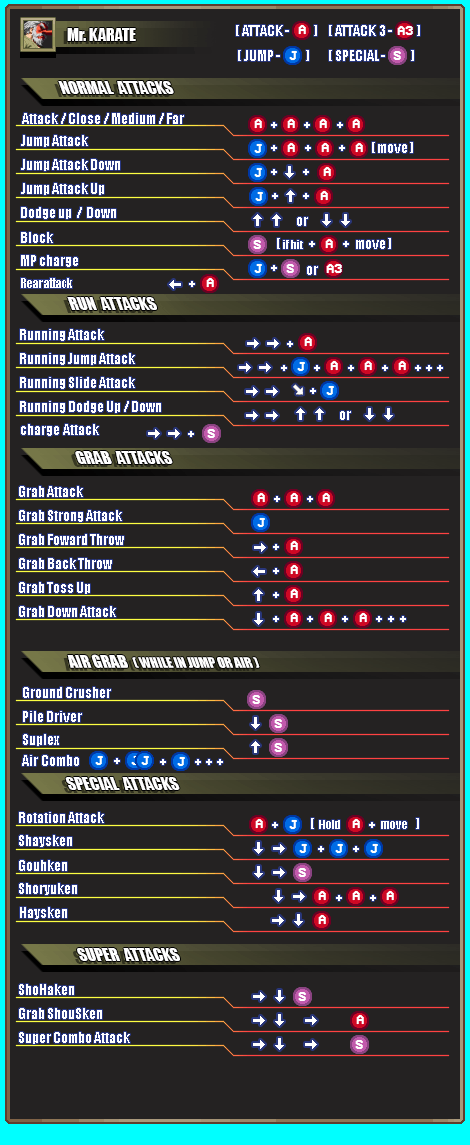 Mr. KARATE [ ATTACK - A ] [ ATTACK 3 - A3 ]
[ JUMP - J ] [ SPECIAL - S ]
NORMAL ATTACKS
Attack / Close / Medium / Far A + A + A + A
Jump Attack J + A + A + A [ move ]
Jump Attack Down J + ↓ + A
Jump Attack Up J + ↑ + A
Dodge up / Down ↑ ↑ or ↓ ↓
Block S [ if hit + A + move ]
MP charge J + S or A3
Rear attack ← + A
RUN ATTACKS
Running Attack → → + A
Running Jump Attack → → + J + A + A + A + + +
Running Slide Attack → → ↘ + J
Running Dodge Up / Down → → ↑ ↑ or ↓ ↓
charge Attack → → + S
GRAB ATTACKS
Grab Attack A + A + A
Grab Strong Attack J
Grab Foward Throw → + A
Grab Back Throw ← + A
Grab Toss Up ↑ + A
Grab Down Attack ↓ + A + A + A + + +
AIR GRAB ( WHILE IN JUMP OR AIR )
Ground Crusher S
Pile Driver ↓ S
Suplex ↑ S
Air Combo J + J J + J + + +
SPECIAL ATTACKS
Rotation Attack A + J [ Hold A + move ]
Shaysken ↓ → J + J + J
Gouhken ↓ → S
Shoryuken ↓ → A + A + A
Haysken → ↓ A
SUPER ATTACKS
ShoHaken → ↓ S
Grab ShouSken → ↓ → A
Super Combo Attack → ↓ → S